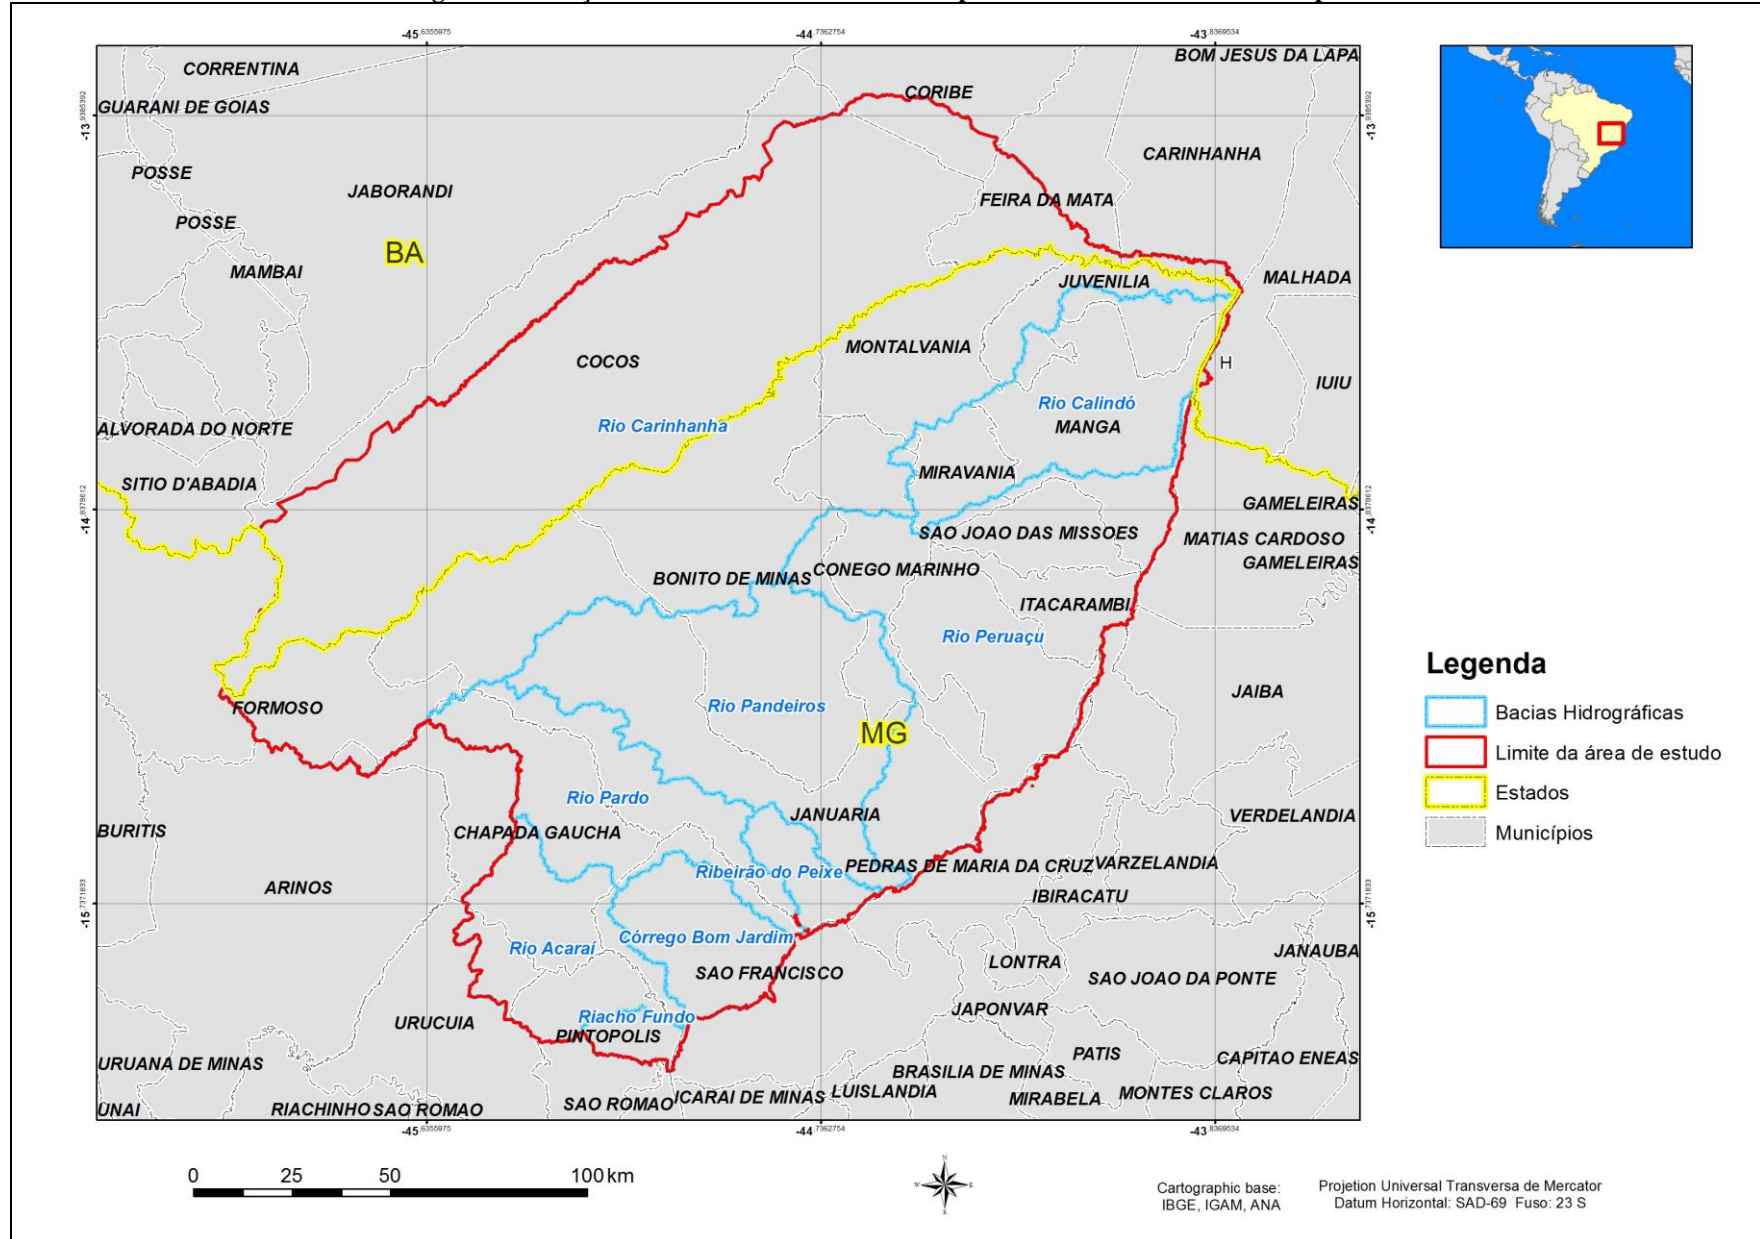 -45,6355975
-44,7362754
-43,8369534
BOM JESUS DA LAPA
CORRENTINA
CORIBE
GUARANI DE GOIAS
-13,9385392
-13,9385392
CARINHANHA
POSSE
JABORANDI
FEIRA DA MATA
POSSE
BA
MAMBAI
JUVENILIA
MALHADA
MONTALVANIA
COCOS
H
IUIU
Rio Calindó
Rio Carinhanha
MANGA
ALVORADA DO NORTE
MIRAVANIA
SITIO D'ABADIA
GAMELEIRAS
-14,8378612
-14,8378612
SAO JOAO DAS MISSOES
MATIAS CARDOSO
GAMELEIRAS
CONEGO MARINHO
BONITO DE MINAS
ITACARAMBI
Rio Peruaçu
Legenda
JAIBA
FORMOSO
Rio Pandeiros
Bacias Hidrográficas
MG
Limite da área de estudo
Rio Pardo
Estados
JANUARIA
VERDELANDIA
BURITIS
CHAPADA GAUCHA
Municípios
PEDRAS DE MARIA DA CRUZ
VARZELANDIA
Ribeirão do Peixe
ARINOS
IBIRACATU
-15,7371833
-15,7371833
Córrego Bom Jardim
Rio Acaraí
JANAUBA
LONTRA
SAO FRANCISCO
SAO JOAO DA PONTE
JAPONVAR
Riacho Fundo
URUCUIA
PINTOPOLIS
PATIS
CAPITAO ENEAS
URUANA DE MINAS
BRASILIA DE MINAS
LUISLANDIA
MONTES CLAROS
ICARAI DE MINAS
MIRABELA
SAO ROMAO
UNAI
RIACHINHO
SAO ROMAO
-45,6355975
-44,7362754
-43,8369534
0 25 50 100 km
N
W E
S
Cartographic base:
IBGE, IGAM, ANA
Projetion Universal Transversa de Mercator
Datum Horizontal: SAD-69 Fuso: 23 S